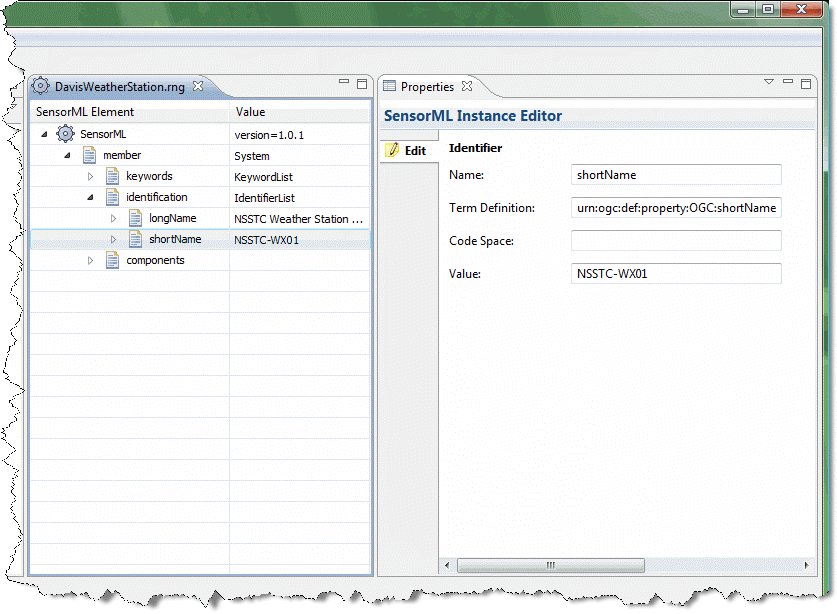 DavisWeatherStation.rng
SensorML Element Value
SensorML version=1.0.1
member System
keywords KeywordList
identification IdentifierList
longName NSSTC Weather Station ...
shortName NSSTC-WX01
components
Properties
SensorML Instance Editor
Edit
Identifier
Name: shortName
Term Definition: urn:ogc:def:property:OGC:shortName
Code Space:
Value: NSSTC-WX01